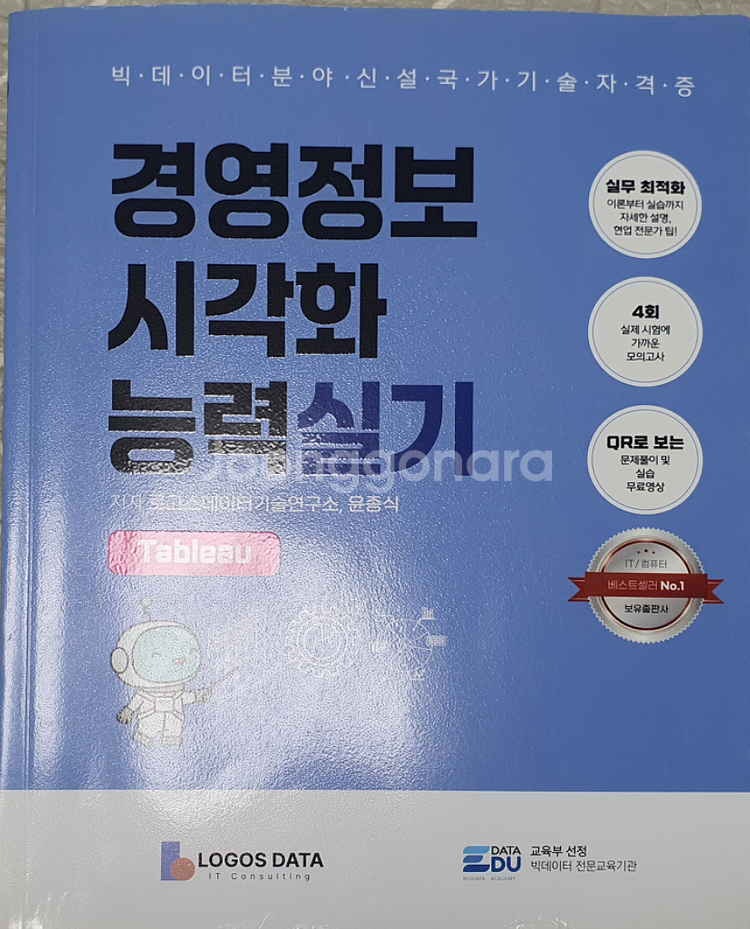 빅·데·이·터·분·야·신·설·국·가·기·술·자·격·증
경영정보
시각화
능력실기
저자 로고스데이터기술연구소, 윤종식
Tableau
실무 최적화
이론부터 실습까지
자세한 설명,
현업 전문가 팁!
4회
실제 시험에
가까운
모의고사
QR로 보는
문제풀이 및
실습
무료영상
IT/컴퓨터
베스트셀러 No.1
보유출판사
joonggonara
LOGOS DATA
IT Consulting
DATA
EDU
BIGDATA ACADEMY
교육부 선정
빅데이터 전문교육기관